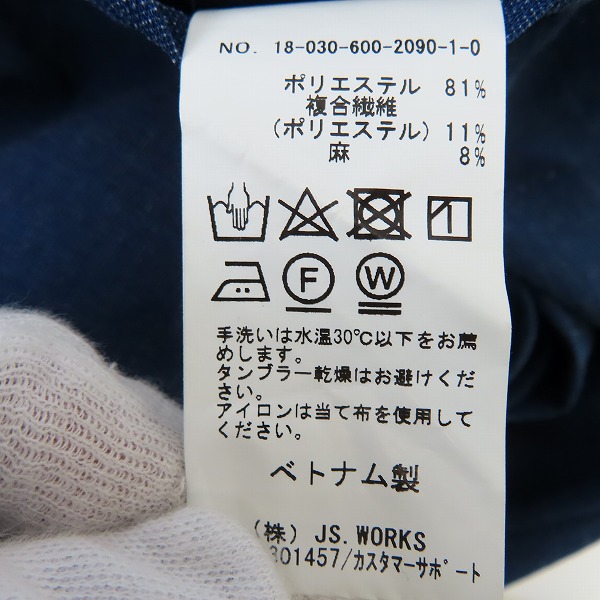 NO. 18-030-600-2090-1-0
ポリエステル 81%
複合繊維
(ポリエステル) 11%
麻 8%
F
W
手洗いは水温30℃以下をお薦
めします。
タンブラー乾燥はお避けくだ
さい。
アイロンは当て布を使用して
ください。
ベトナム製
(株) JS.WORKS
301457/カスタマーサポート